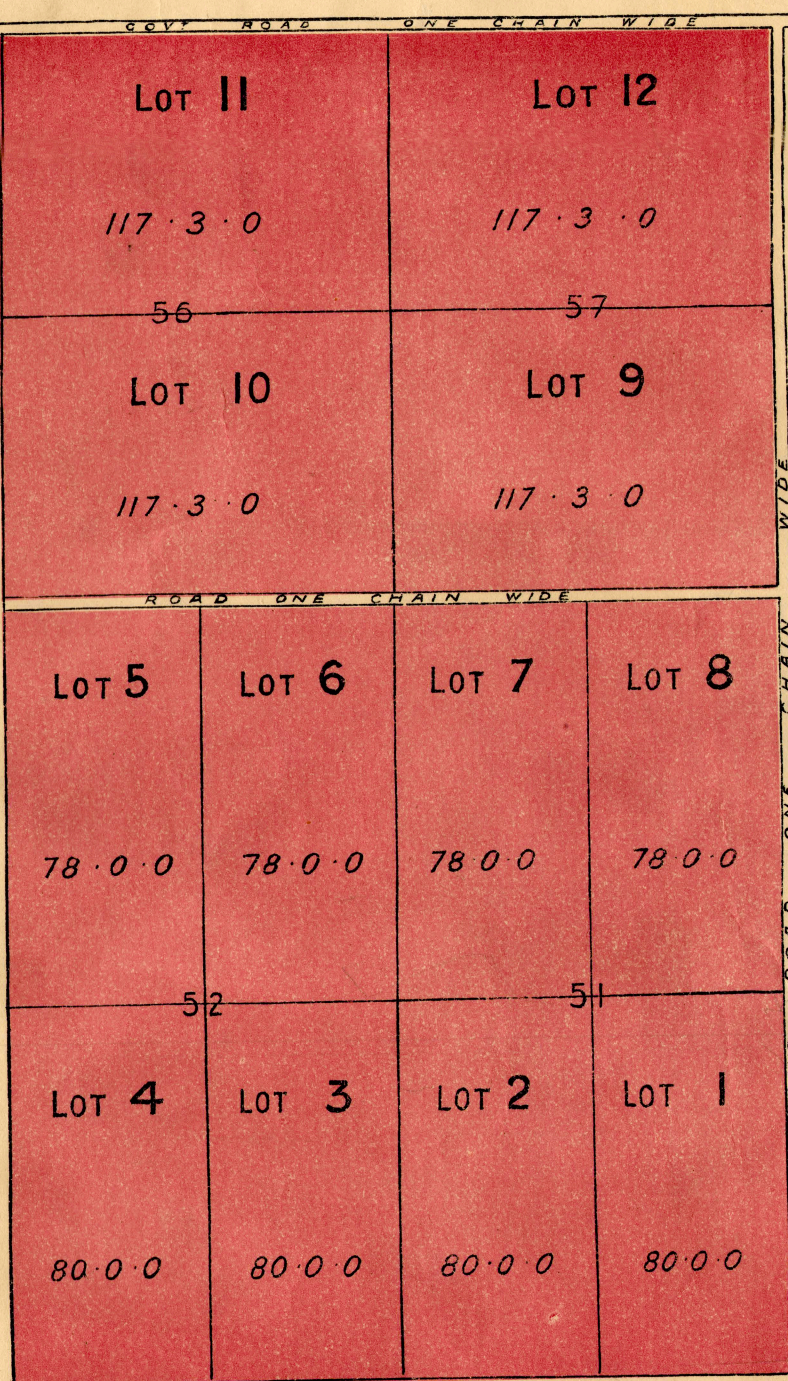 GOVT ROAD ONE CHAIN WIDE
LOT 11
LOT 12
117 · 3 · 0
117 · 3 · 0
56
57
LOT 10
LOT 9
117 · 3 · 0
117 · 3 · 0
ROAD ONE CHAIN WIDE
ROAD ONE CHAIN WIDE
LOT 5
LOT 6
LOT 7
LOT 8
78 · 0 · 0
78 · 0 · 0
78 · 0 · 0
78 · 0 · 0
52
51
LOT 4
LOT 3
LOT 2
LOT 1
80 · 0 · 0
80 · 0 · 0
80 · 0 · 0
80 · 0 · 0